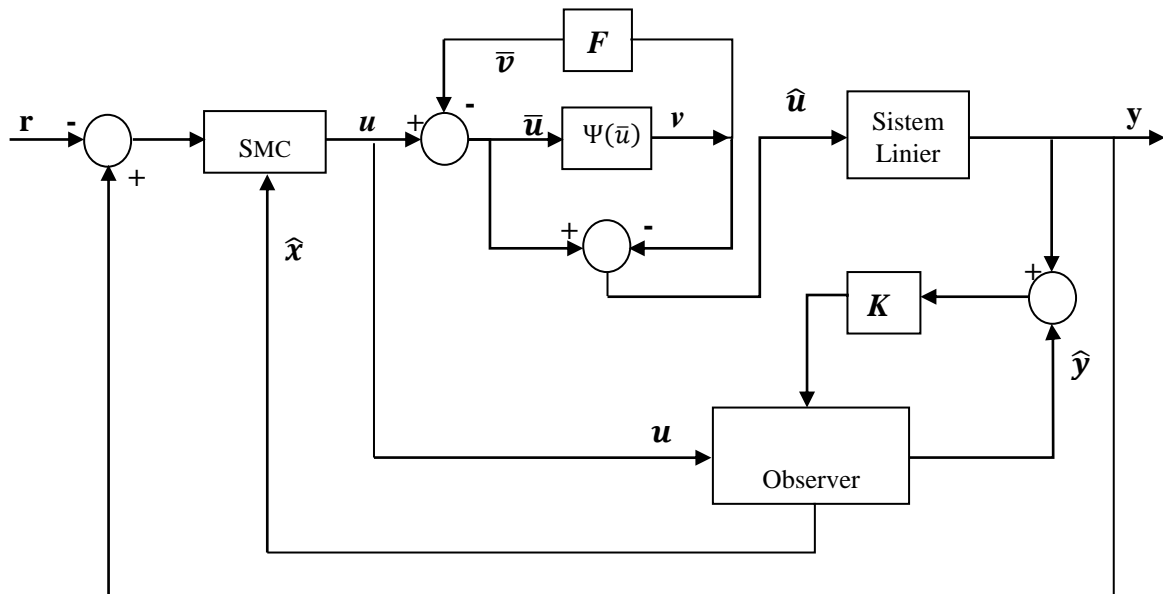 F
v̅
-
r
-
+
SMC
u
+
u̅
Ψ(u̅)
v
û
Sistem
Linier
y
+
-
x̂
+
K
ŷ
u
Observer